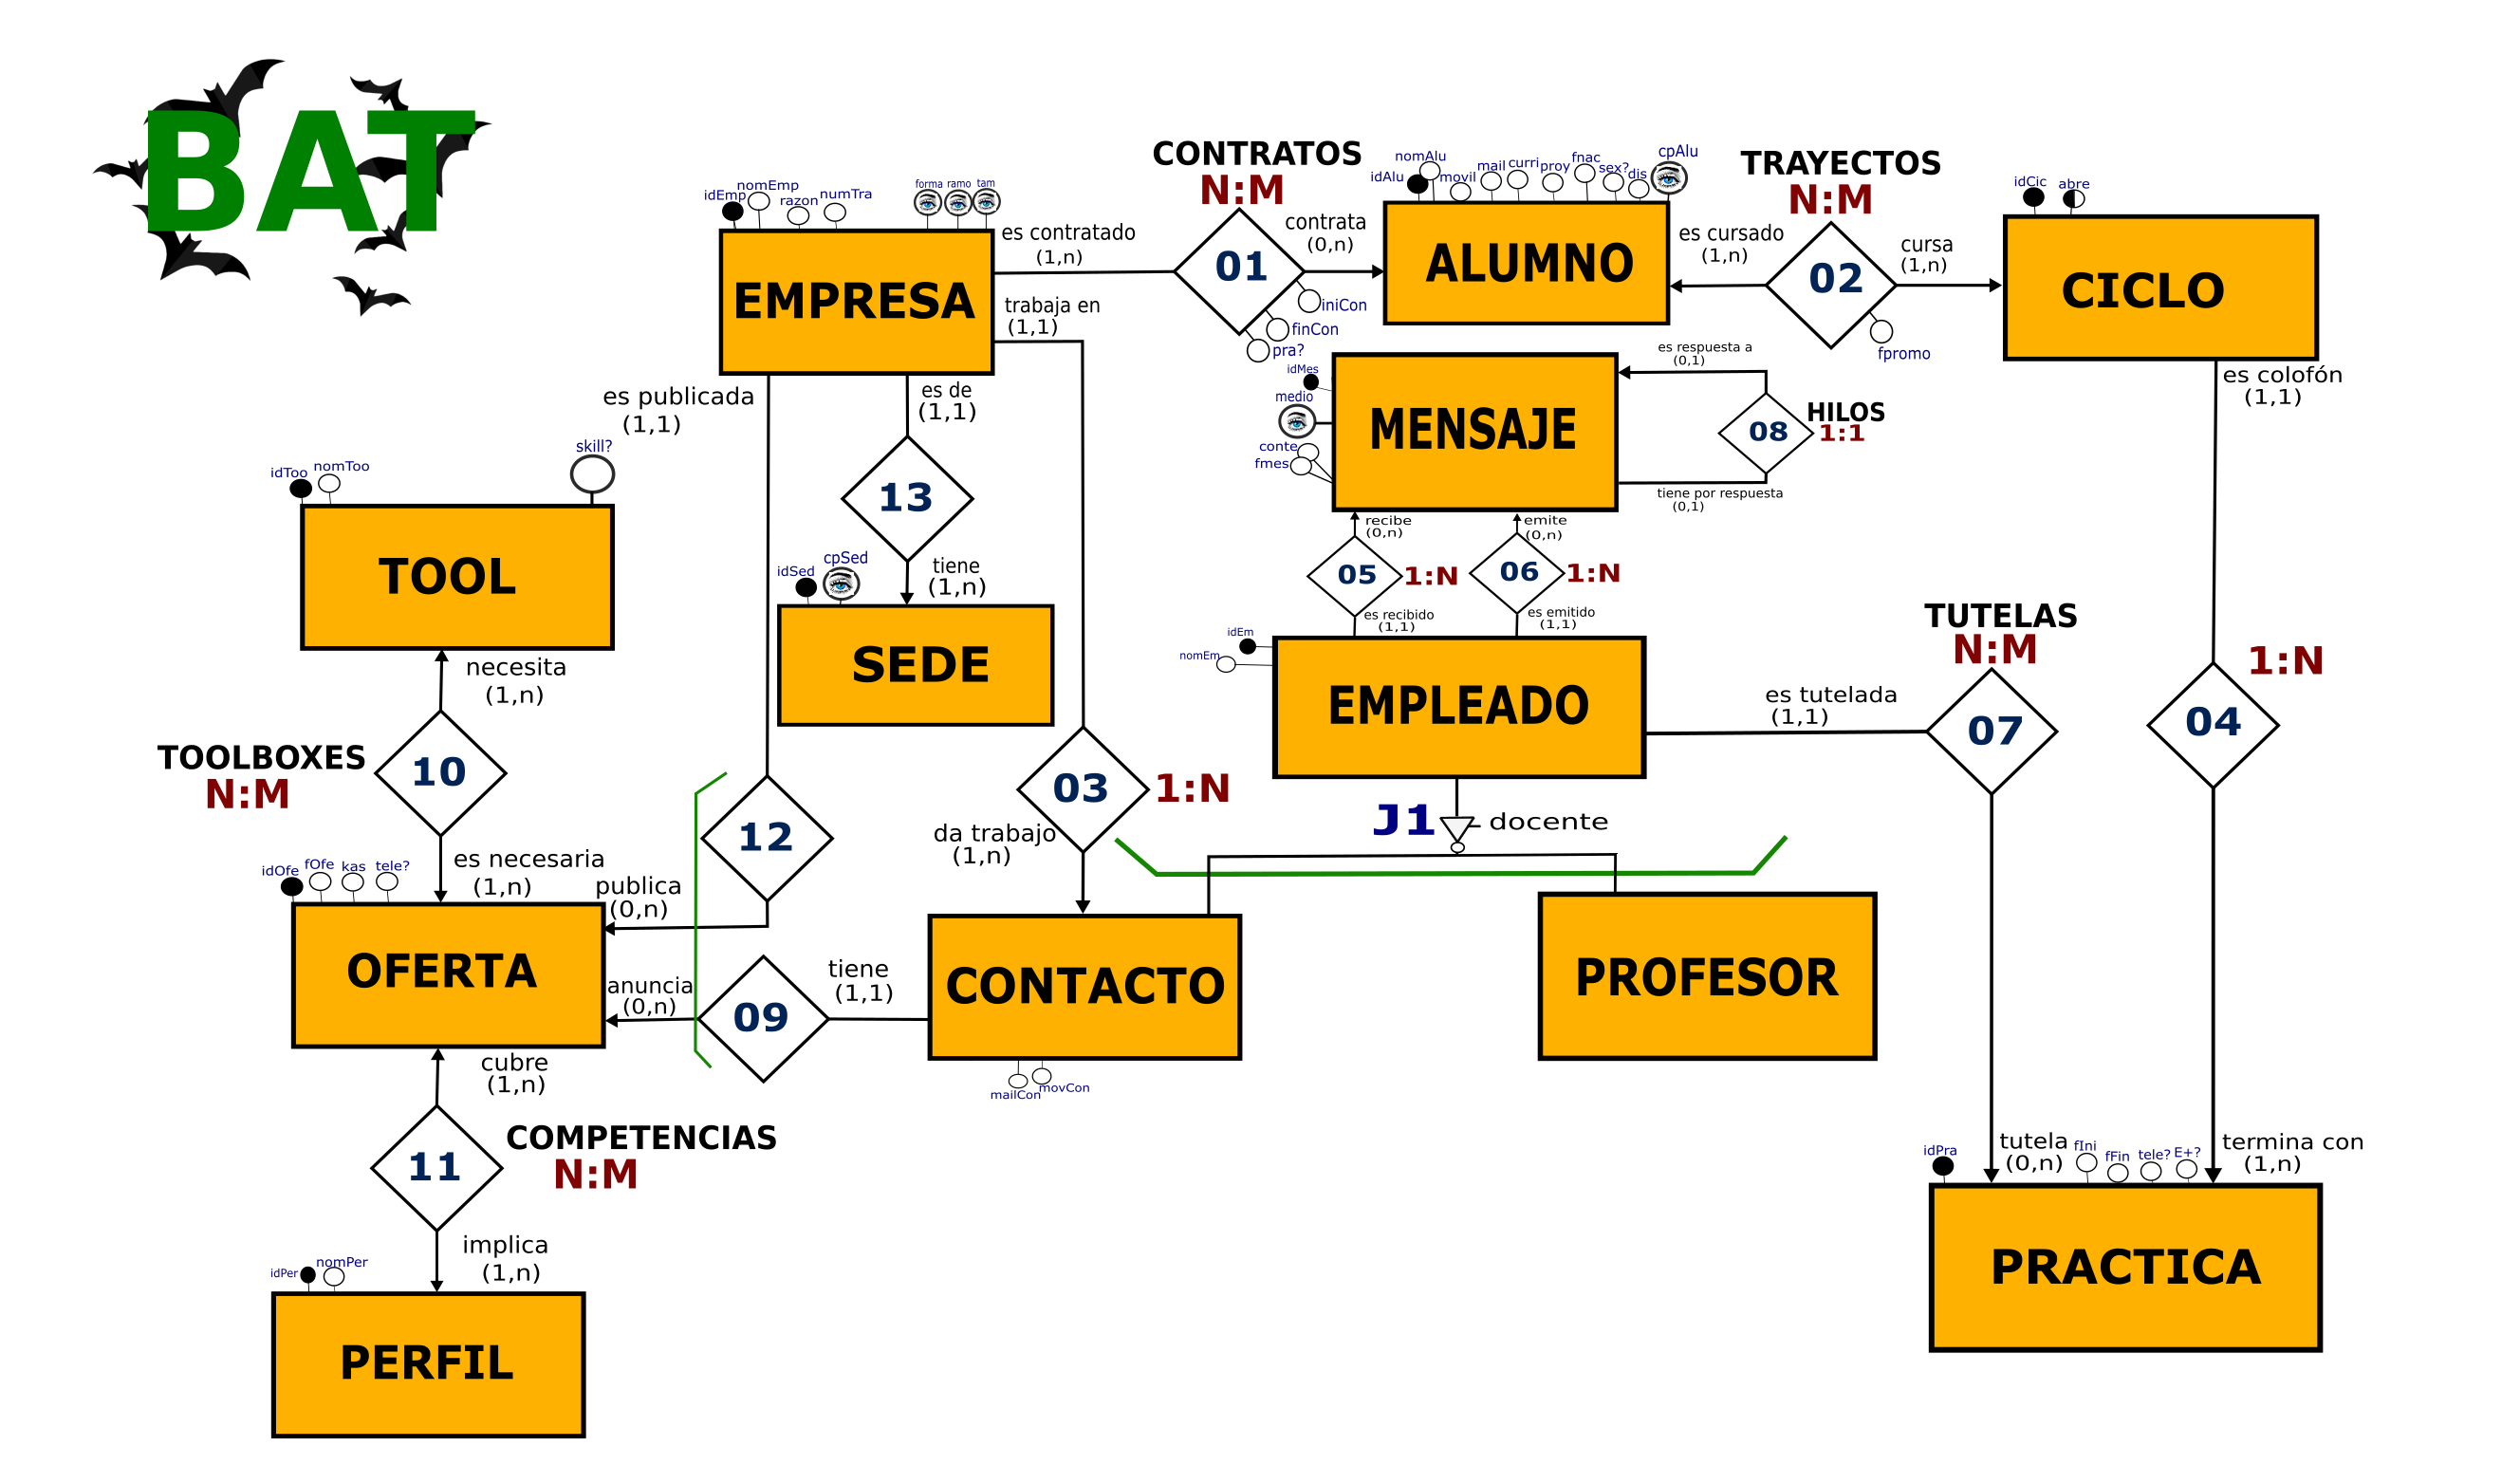 BAT
CONTRATOS
N:M
01
es contratado
(1,n)
contrata
(0,n)
iniCon
finCon
pra?
idEmp
nomEmp
razon
numTra
forma
ramo
tam
EMPRESA
trabaja en
(1,1)
idAlu
nomAlu
movil
mail
curri
proy
fnac
sex?
dis
cpAlu
ALUMNO
TRAYECTOS
N:M
02
es cursado
(1,n)
cursa
(1,n)
fpromo
idCic
abre
CICLO
es colofón
(1,1)
es publicada
(1,1)
es de
(1,1)
13
tiene
(1,n)
idSed
cpSed
SEDE
idMes
medio
conte
fmes
MENSAJE
es respuesta a
(0,1)
08
HILOS
1:1
tiene por respuesta
(0,1)
recibe
(0,n)
05
1:N
es recibido
(1,1)
emite
(0,n)
06
1:N
es emitido
(1,1)
idEm
nomEm
EMPLEADO
es tutelada
(1,1)
TUTELAS
N:M
07
1:N
04
idToo
nomToo
skill?
TOOL
necesita
(1,n)
TOOLBOXES
N:M
10
es necesaria
(1,n)
12
publica
(0,n)
03
1:N
da trabajo
(1,n)
J1
docente
idOfe
fOfe
kas
tele?
OFERTA
anuncia
(0,n)
09
tiene
(1,1)
CONTACTO
mailCon
movCon
PROFESOR
cubre
(1,n)
11
COMPETENCIAS
N:M
implica
(1,n)
idPer
nomPer
PERFIL
tutela
(0,n)
termina con
(1,n)
idPra
fIni
fFin
tele?
E+?
PRACTICA